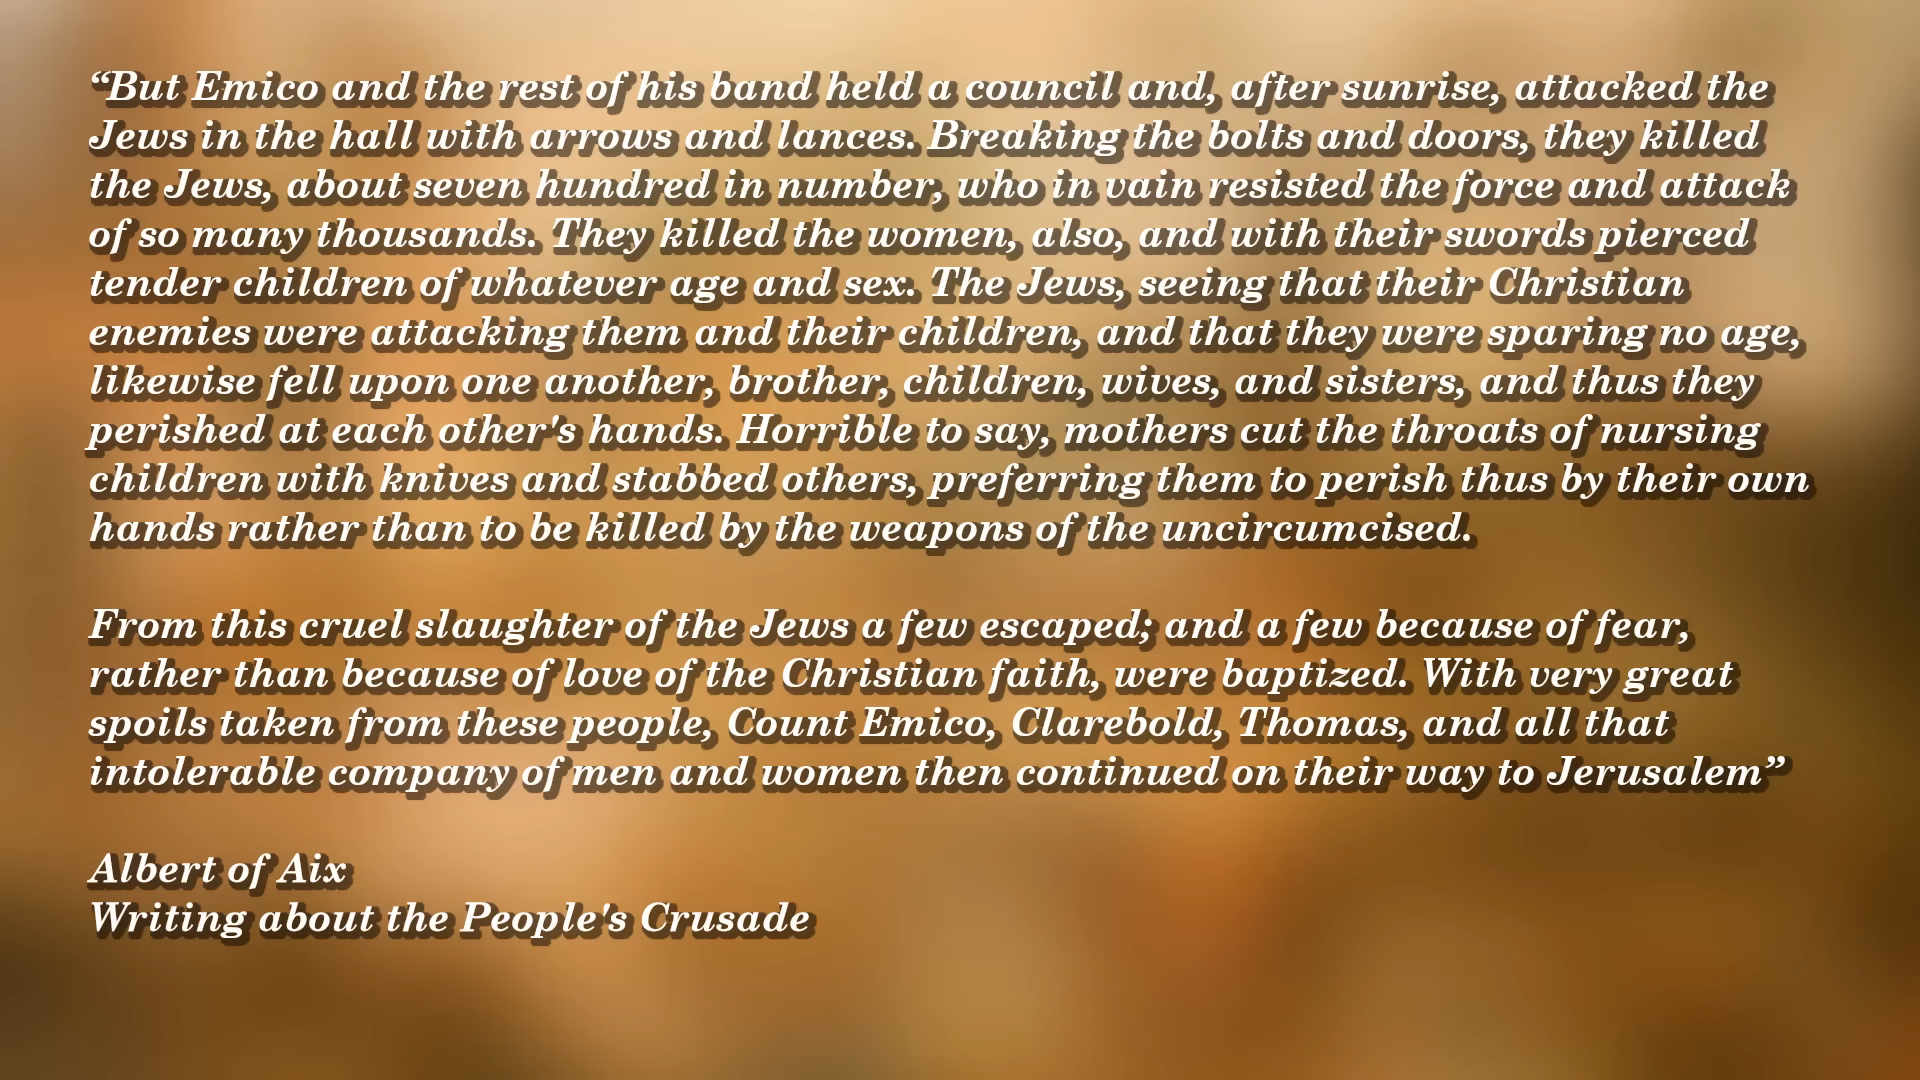 “But Emico and the rest of his band held a council and, after sunrise, attacked the
Jews in the hall with arrows and lances. Breaking the bolts and doors, they killed
the Jews, about seven hundred in number, who in vain resisted the force and attack
of so many thousands. They killed the women, also, and with their swords pierced
tender children of whatever age and sex. The Jews, seeing that their Christian
enemies were attacking them and their children, and that they were sparing no age,
likewise fell upon one another, brother, children, wives, and sisters, and thus they
perished at each other's hands. Horrible to say, mothers cut the throats of nursing
children with knives and stabbed others, preferring them to perish thus by their own
hands rather than to be killed by the weapons of the uncircumcised.
From this cruel slaughter of the Jews a few escaped; and a few because of fear,
rather than because of love of the Christian faith, were baptized. With very great
spoils taken from these people, Count Emico, Clarebold, Thomas, and all that
intolerable company of men and women then continued on their way to Jerusalem”
Albert of Aix
Writing about the People's Crusade